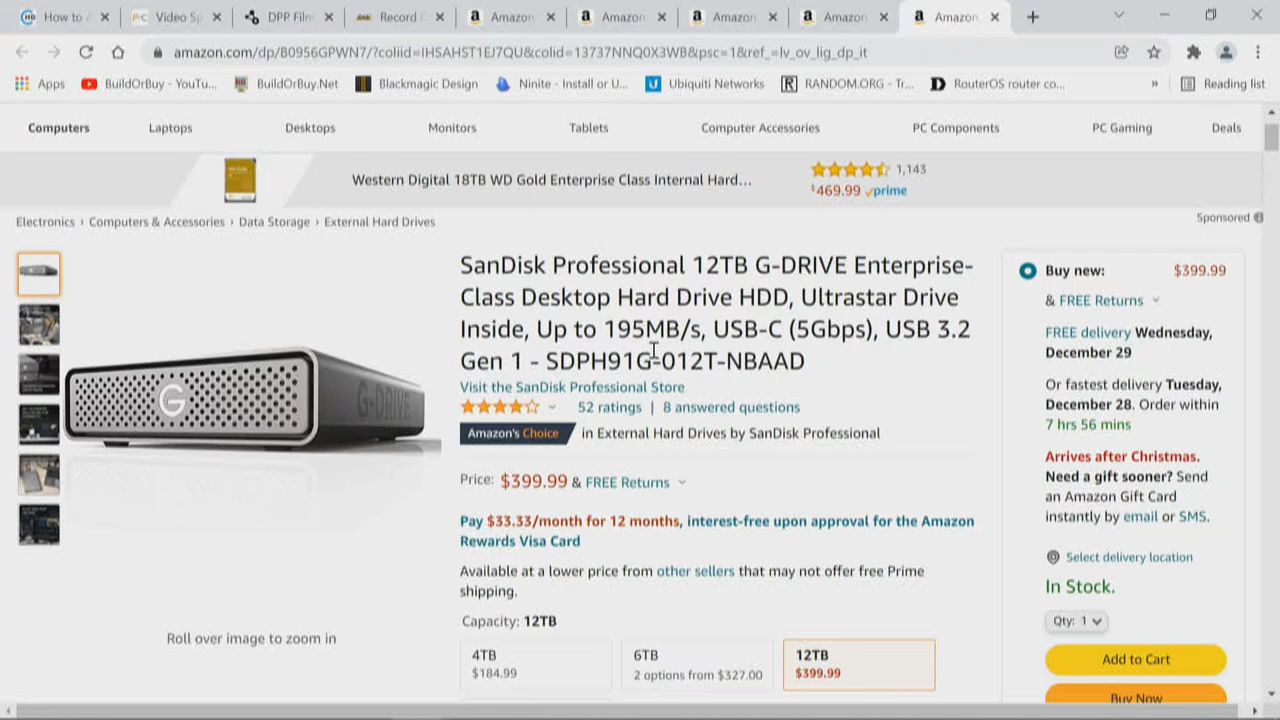 How to
Video Sp
DPP Film
Record
Amazon
Amazon
Amazon
Amazon
Amazon
amazon.com/dp/B0956GPWN7/?coliid=IHSAHST1EJ7QU&colid=13737NNQ0X3WB&psc=1&ref_=lv_ov_lig_dp_it
Apps BuildOrBuy - YouTu... BuildOrBuy.Net Blackmagic Design Ninite - Install or U... Ubiquiti Networks RANDOM.ORG - Tr... RouterOS router co... » Reading list
Computers Laptops Desktops Monitors Tablets Computer Accessories PC Components PC Gaming Deals
Western Digital 18TB WD Gold Enterprise Class Internal Hard...
1,143
$469.99 prime
Sponsored
Electronics › Computers & Accessories › Data Storage › External Hard Drives
G-DRIVE
G
Roll over image to zoom in
SanDisk Professional 12TB G-DRIVE Enterprise-
Class Desktop Hard Drive HDD, Ultrastar Drive
Inside, Up to 195MB/s, USB-C (5Gbps), USB 3.2
Gen 1 - SDPH91G-012T-NBAAD
Visit the SanDisk Professional Store
52 ratings | 8 answered questions
Amazon's Choice in External Hard Drives by SanDisk Professional
Price: $399.99 & FREE Returns
Pay $33.33/month for 12 months, interest-free upon approval for the Amazon
Rewards Visa Card
Available at a lower price from other sellers that may not offer free Prime
shipping.
Capacity: 12TB
4TB
$184.99
6TB
2 options from $327.00
12TB
$399.99
Buy new: $399.99
& FREE Returns
FREE delivery Wednesday,
December 29
Or fastest delivery Tuesday,
December 28. Order within
7 hrs 56 mins
Arrives after Christmas.
Need a gift sooner? Send
an Amazon Gift Card
instantly by email or SMS.
Select delivery location
In Stock.
Qty: 1
Add to Cart
Buy Now